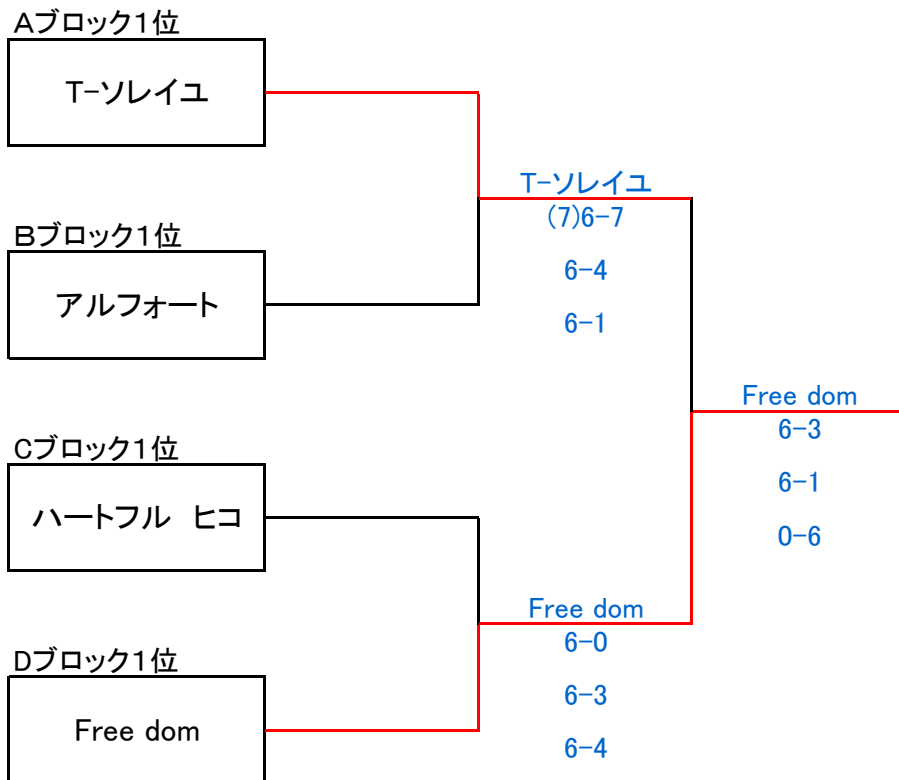 Aブロック1位
T-ソレイユ
T-ソレイユ
(7)6-7
Bブロック1位
6-4
アルフォート
6-1
Free dom
6-3
Cブロック1位
6-1
ハートフル　ヒコ
0-6
Free dom
6-0
Dブロック1位
6-3
Free dom
6-4